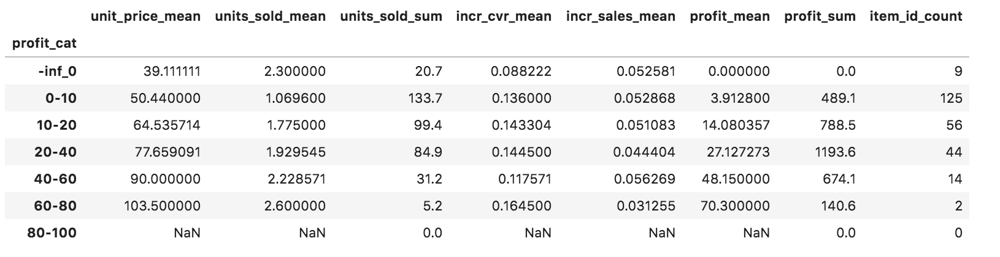 unit_price_mean units_sold_mean units_sold_sum incr_cvr_mean incr_sales_mean profit_mean profit_sum item_id_count
profit_cat
-inf_0 39.111111 2.300000 20.7 0.088222 0.052581 0.000000 0.0 9
0-10 50.440000 1.069600 133.7 0.136000 0.052868 3.912800 489.1 125
10-20 64.535714 1.775000 99.4 0.143304 0.051083 14.080357 788.5 56
20-40 77.659091 1.929545 84.9 0.144500 0.044404 27.127273 1193.6 44
40-60 90.000000 2.228571 31.2 0.117571 0.056269 48.150000 674.1 14
60-80 103.500000 2.600000 5.2 0.164500 0.031255 70.300000 140.6 2
80-100 NaN NaN 0.0 NaN NaN NaN 0.0 0